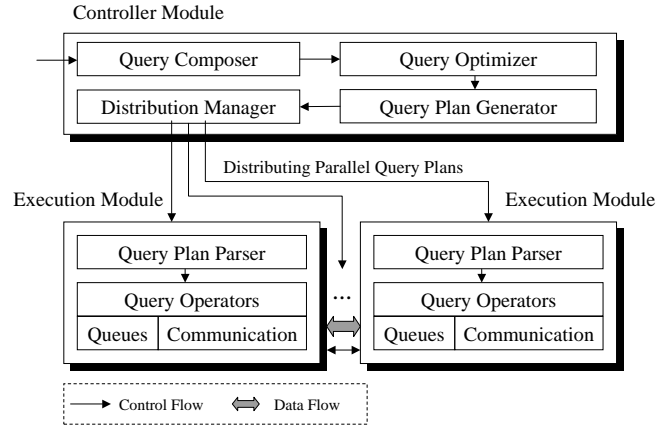 Controller Module
Query Composer
Query Optimizer
Distribution Manager
Query Plan Generator
Distributing Parallel Query Plans
Execution Module
Execution Module
Query Plan Parser
Query Plan Parser
Query Operators
...
Query Operators
Queues
Communication
Queues
Communication
Control Flow
Data Flow